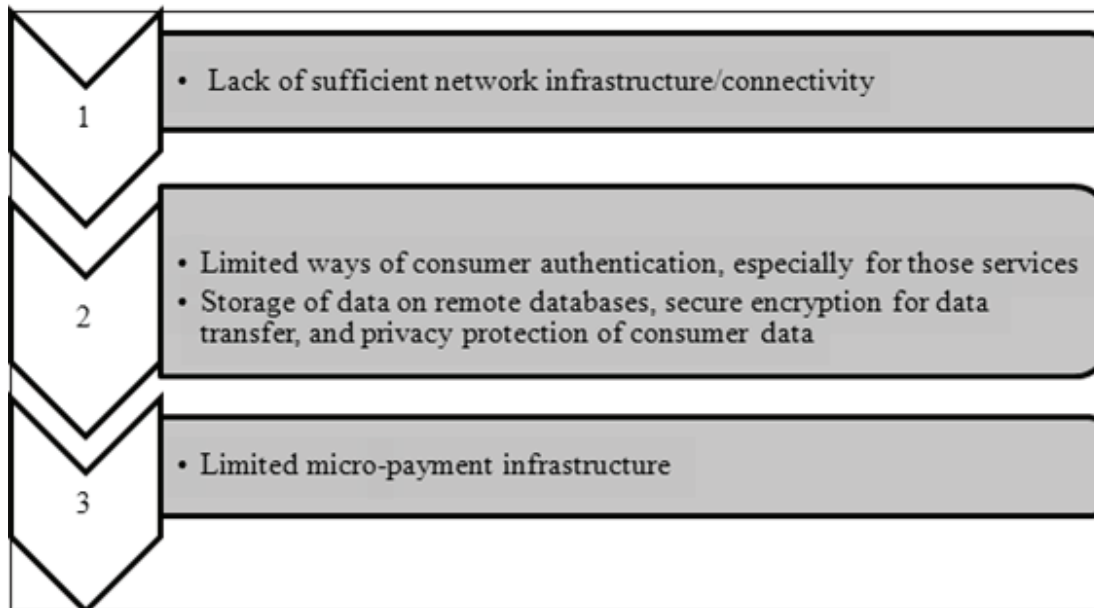 1
• Lack of sufficient network infrastructure/connectivity
2
• Limited ways of consumer authentication, especially for those services
• Storage of data on remote databases, secure encryption for data
transfer, and privacy protection of consumer data
3
• Limited micro-payment infrastructure